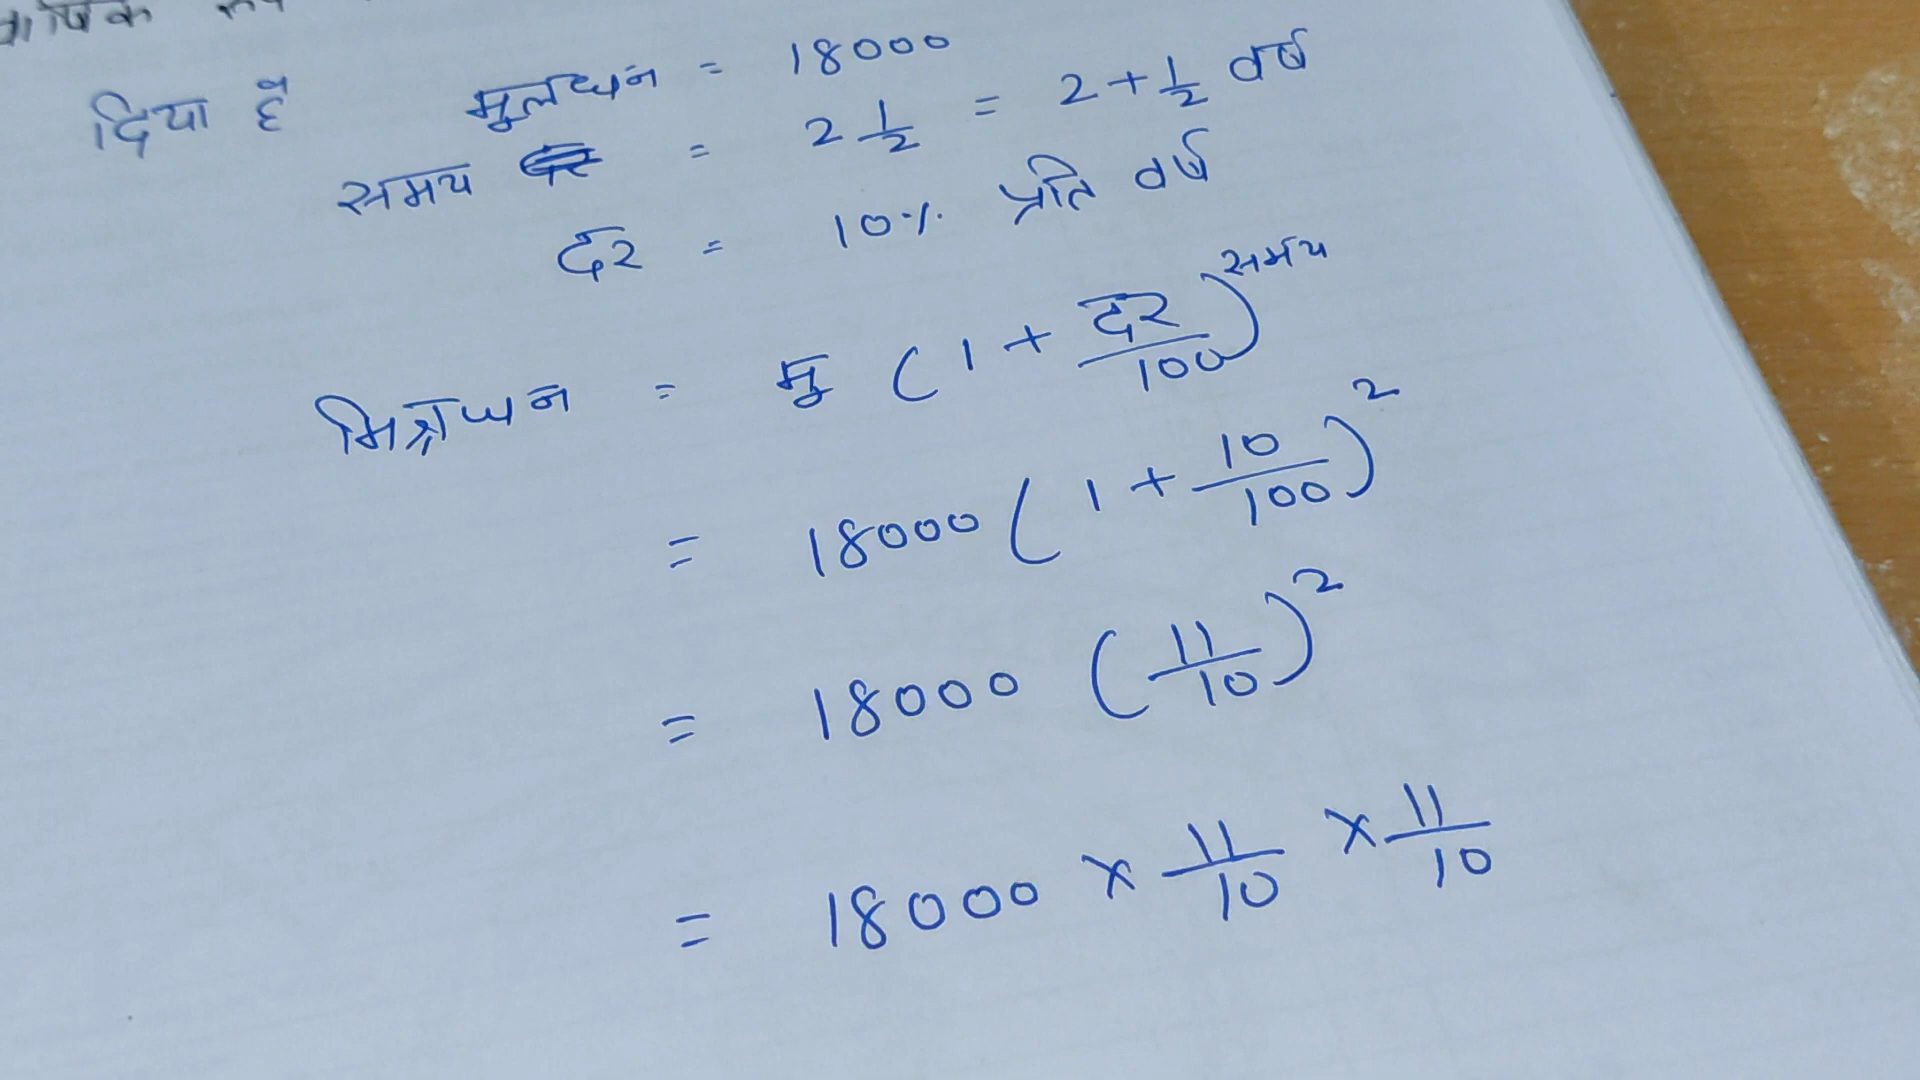 वार्षिक
दिया है मुलधन = 18000
समय = 2 1/2 = 2 + 1/2 वर्ष
दर = 10% प्रति वर्ष
मिश्रधन = मु (1 + दर/100)^समय
= 18000 (1 + 10/100)^2
= 18000 (11/10)^2
= 18000 × 11/10 × 11/10